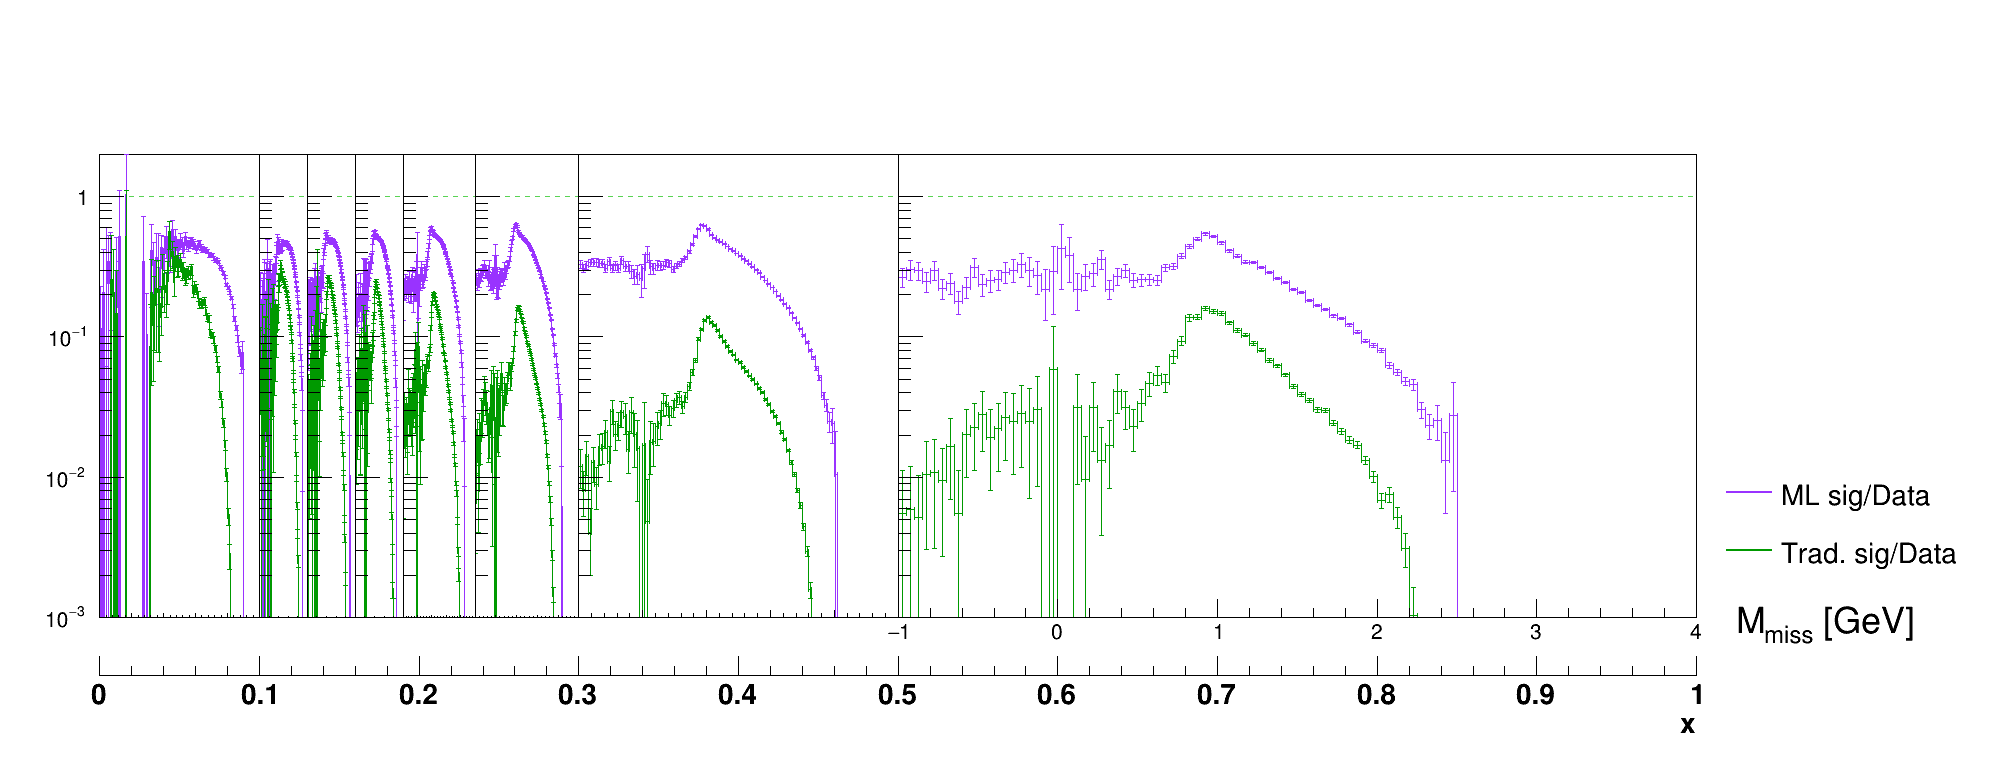 1
10⁻¹
10⁻²
10⁻³
ML sig/Data
Trad. sig/Data
−1 0 1 2 3 4
M_miss [GeV]
0 0.1 0.2 0.3 0.4 0.5 0.6 0.7 0.8 0.9 1
x